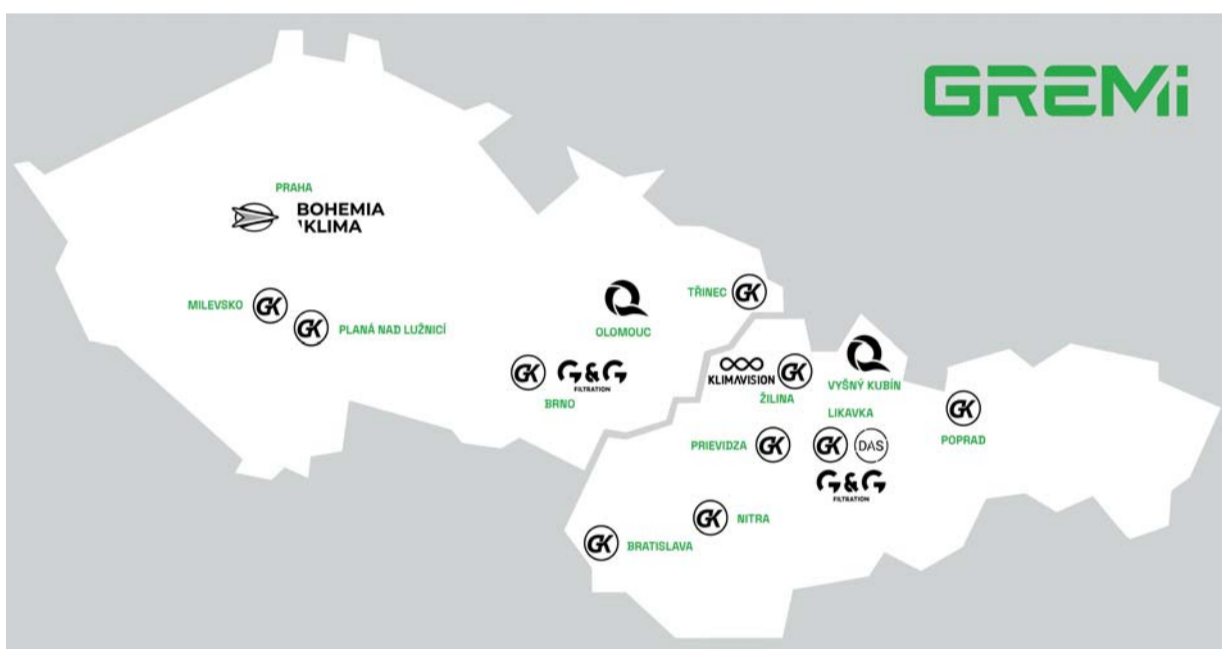 GREMi
PRAHA
BOHEMIA
KLIMA
MILEVSKO GK
GK PLANÁ NAD LUŽNICÍ
OLOMOUC
TŘINEC GK
GK G&G
FILTRATION
BRNO
KLIMAVISION GK
ŽILINA
VYŠNÝ KUBÍN
LIKAVKA
GK DAS
G&G
FILTRATION
GK
POPRAD
PRIEVIDZA GK
GK NITRA
GK BRATISLAVA